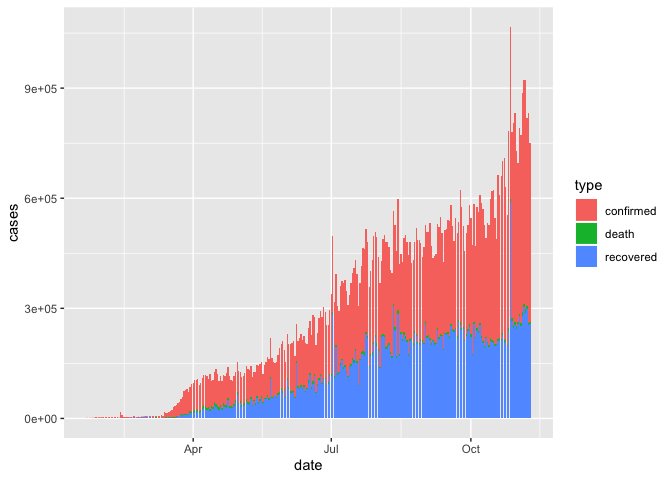 9e+05
6e+05
3e+05
0e+00
cases
Apr
Jul
Oct
date
type
confirmed
death
recovered